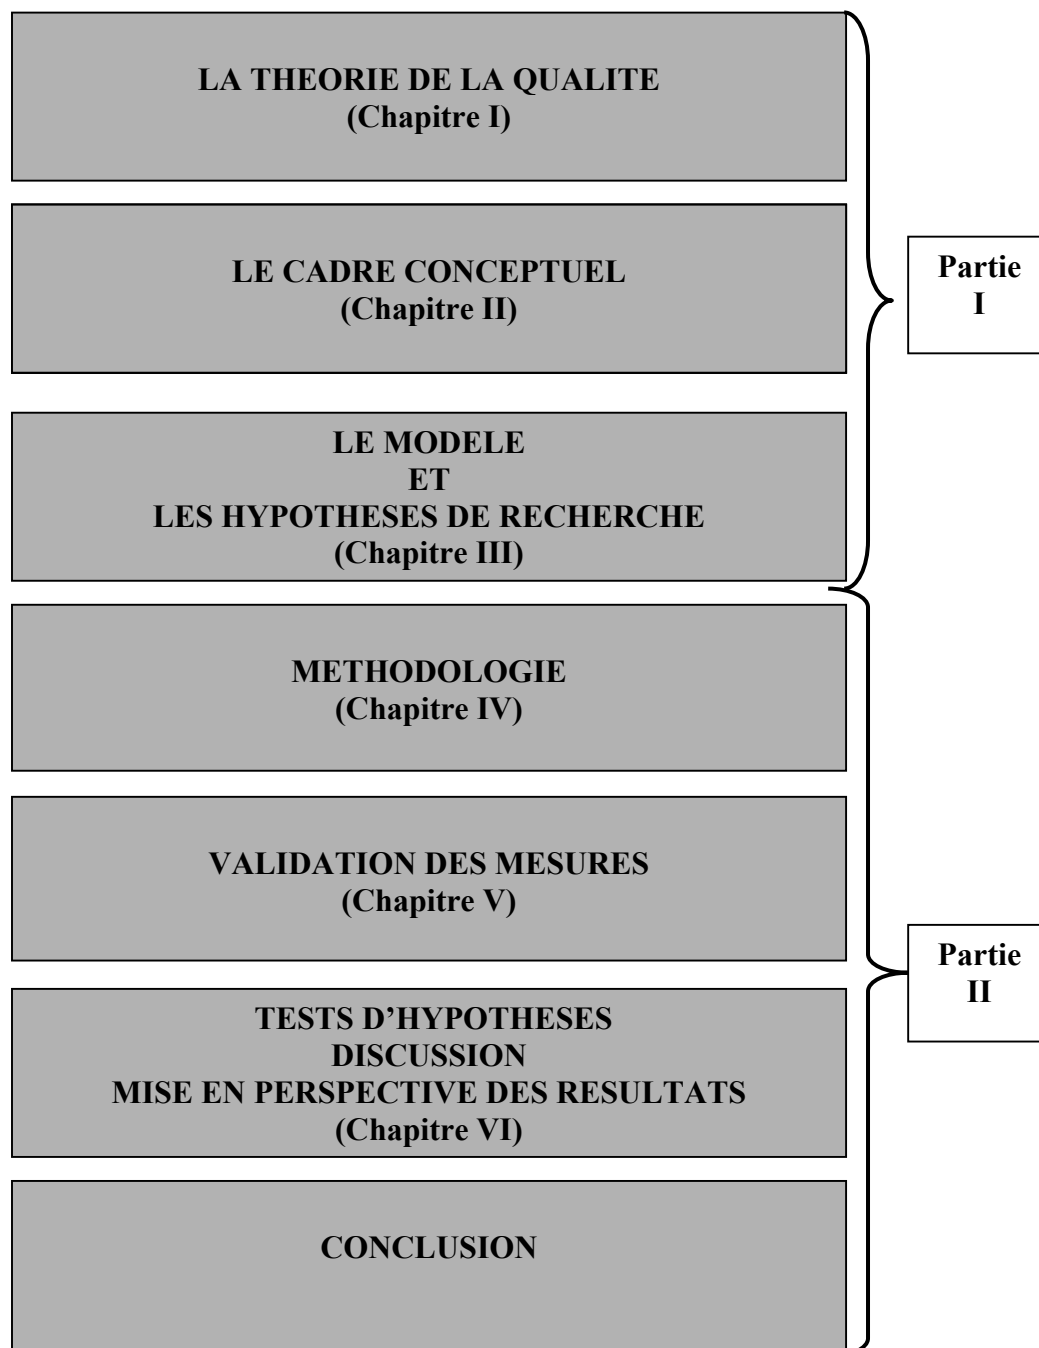 LA THEORIE DE LA QUALITE
(Chapitre I)
LE CADRE CONCEPTUEL
(Chapitre II)
Partie
I
LE MODELE
ET
LES HYPOTHESES DE RECHERCHE
(Chapitre III)
METHODOLOGIE
(Chapitre IV)
VALIDATION DES MESURES
(Chapitre V)
Partie
II
TESTS D’HYPOTHESES
DISCUSSION
MISE EN PERSPECTIVE DES RESULTATS
(Chapitre VI)
CONCLUSION